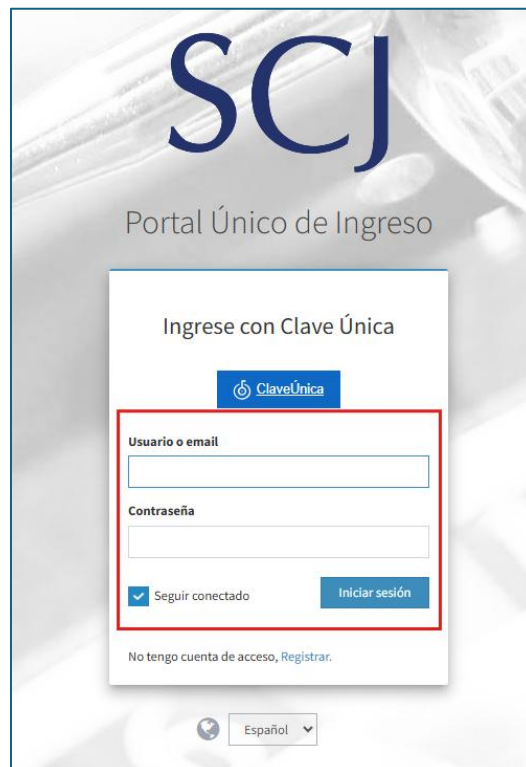 SCJ
Portal Único de Ingreso
Ingrese con Clave Única
ClaveÚnica
Usuario o email
Contraseña
Seguir conectado
Iniciar sesión
No tengo cuenta de acceso, Registrar.
Español